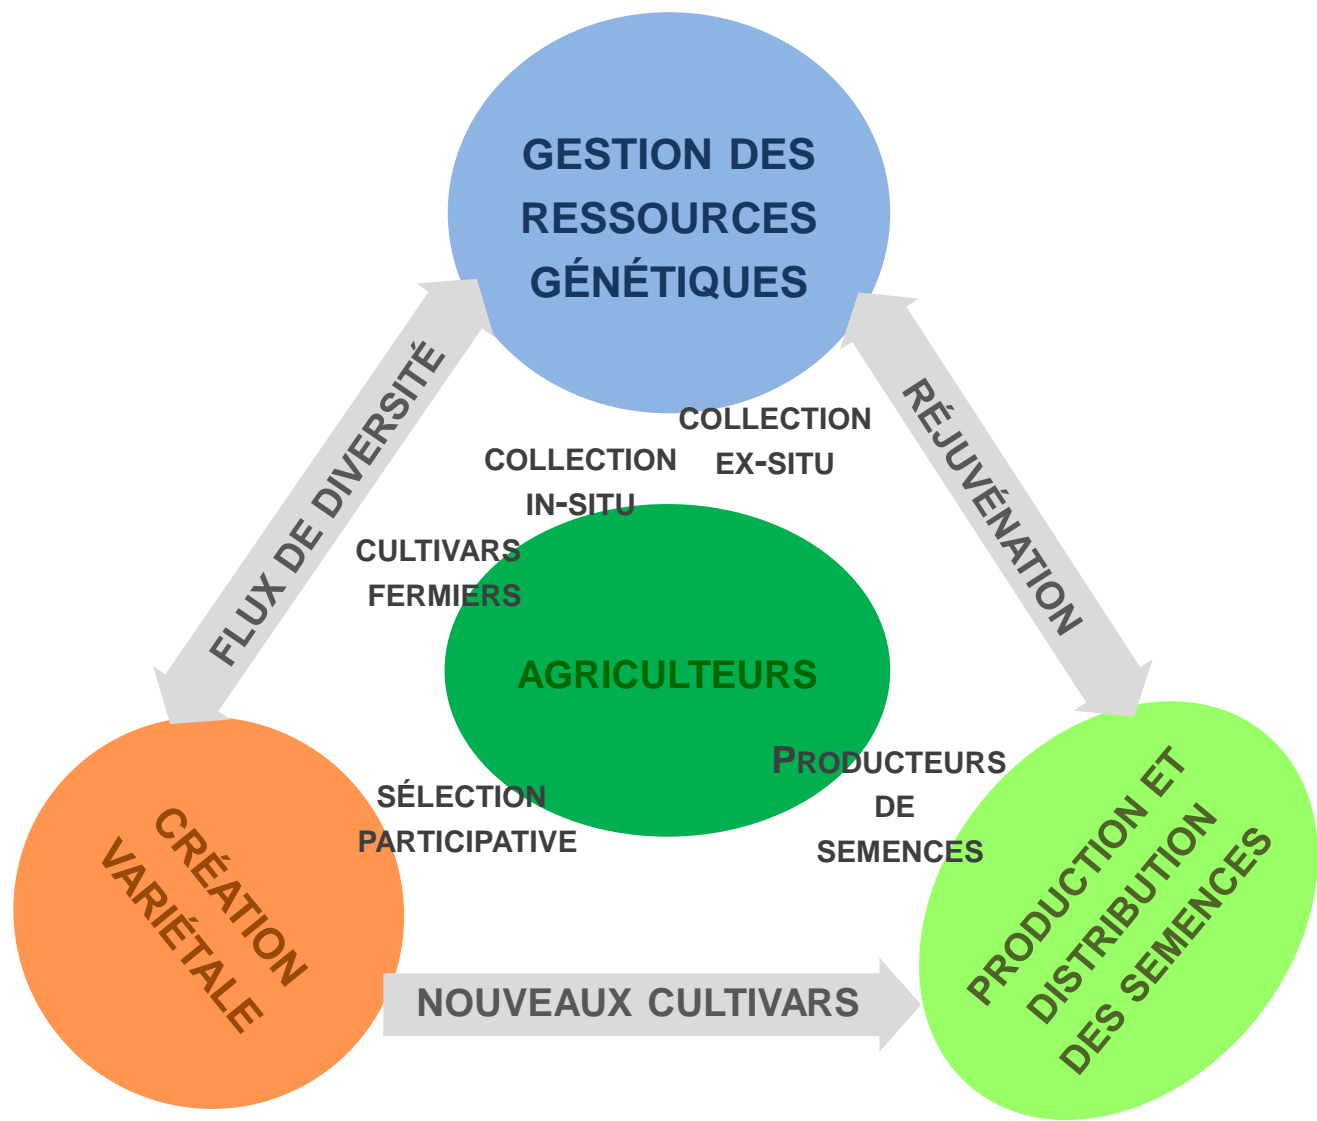 GESTION DES
RESSOURCES
GÉNÉTIQUES
FLUX DE DIVERSITÉ
RÉJUVÉNATION
COLLECTION
EX-SITU
COLLECTION
IN-SITU
CULTIVARS
FERMIERS
AGRICULTEURS
PRODUCTEURS
DE
SEMENCES
SÉLECTION
PARTICIPATIVE
CRÉATION
VARIÉTALE
NOUVEAUX CULTIVARS
PRODUCTION ET
DISTRIBUTION
DES SEMENCES